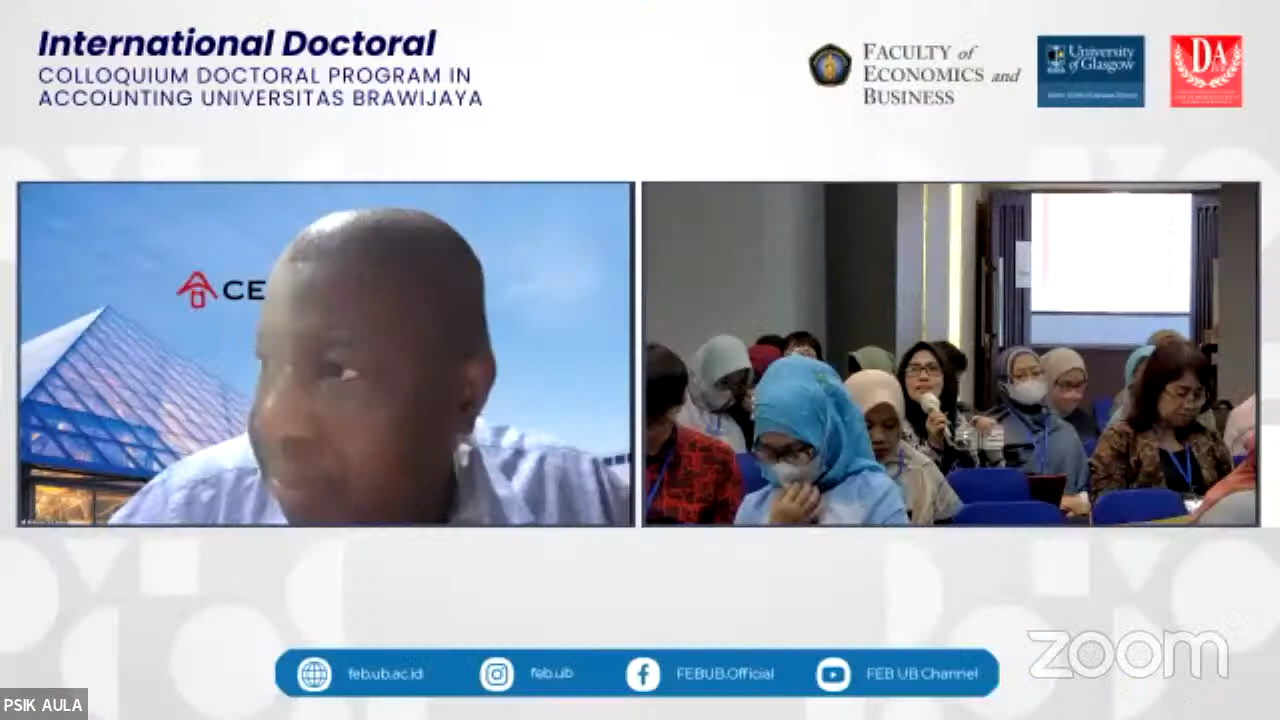 International Doctoral
COLLOQUIUM DOCTORAL PROGRAM IN
ACCOUNTING UNIVERSITAS BRAWIJAYA
FACULTY of
ECONOMICS and
BUSINESS
University
of Glasgow
DA
CE
feb.ub.ac.id
feb.ub
FEBUB.Official
FEB UB Channel
zoom
PSIK AULA